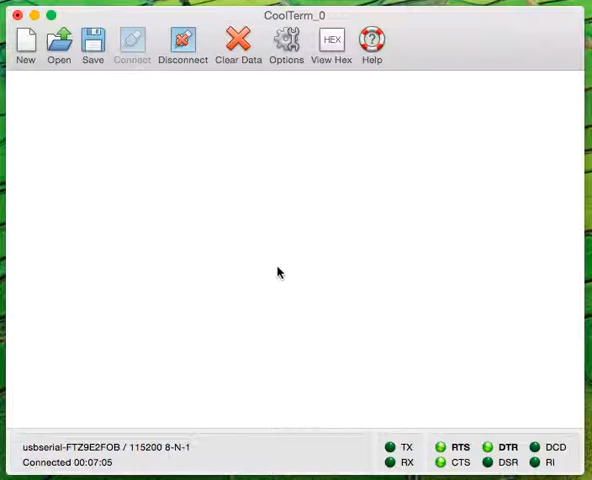 CoolTerm_0
New Open Save Connect Disconnect Clear Data Options View Hex Help
HEX
usbserial-FTZ9E2FOB / 115200 8-N-1
Connected 00:07:05
TX RTS DTR DCD
RX CTS DSR RI